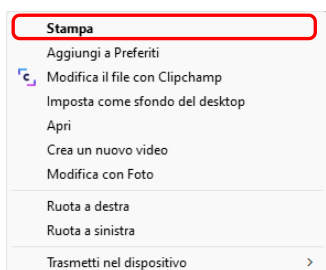 Stampa
Aggiungi a Preferiti
Modifica il file con Clipchamp
Imposta come sfondo del desktop
Apri
Crea un nuovo video
Modifica con Foto
Ruota a destra
Ruota a sinistra
Trasmetti nel dispositivo